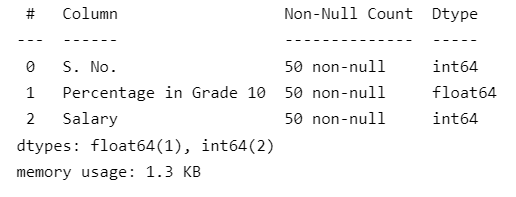 #   Column                  Non-Null Count  Dtype
---  ------                  --------------  -----
0   S. No.                  50 non-null     int64
1   Percentage in Grade 10  50 non-null     float64
2   Salary                  50 non-null     int64
dtypes: float64(1), int64(2)
memory usage: 1.3 KB